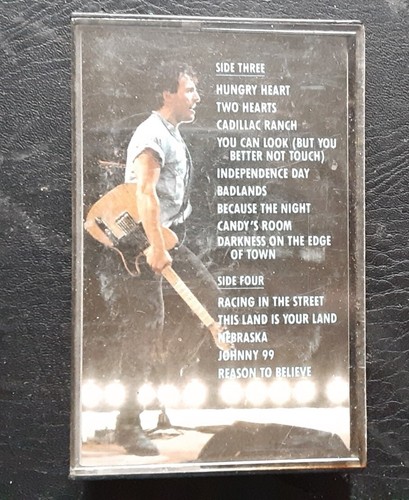 SIDE THREE
HUNGRY HEART
TWO HEARTS
CADILLAC RANCH
YOU CAN LOOK (BUT YOU
BETTER NOT TOUCH)
INDEPENDENCE DAY
BADLANDS
BECAUSE THE NIGHT
CANDY'S ROOM
DARKNESS ON THE EDGE
OF TOWN
SIDE FOUR
RACING IN THE STREET
THIS LAND IS YOUR LAND
NEBRASKA
JOHNNY 99
REASON TO BELIEVE